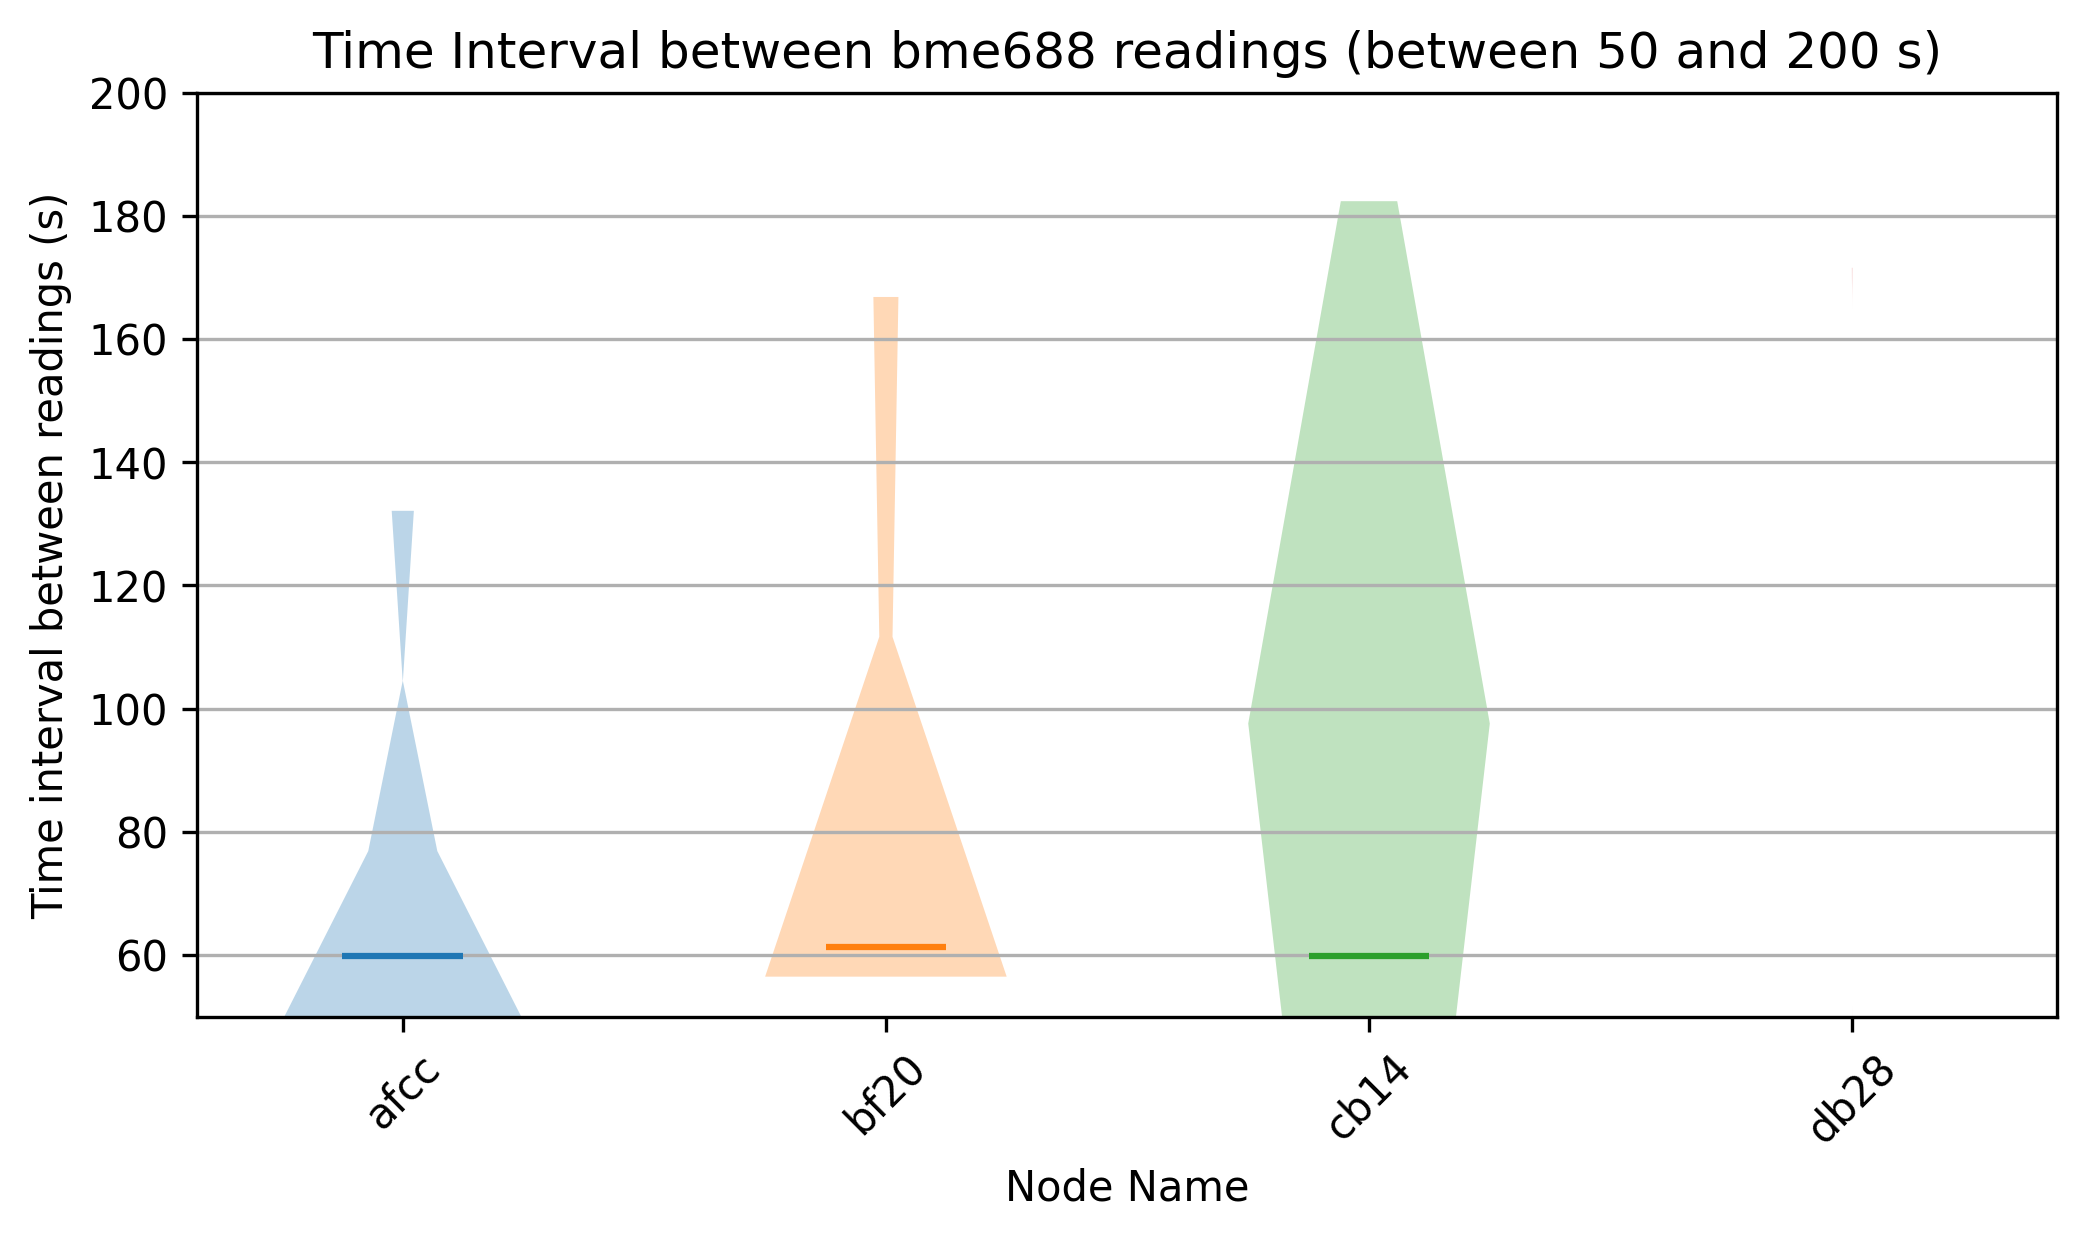 Time Interval between bme688 readings (between 50 and 200 s)
Time interval between readings (s)
200
180
160
140
120
100
80
60
afcc
bf20
cb14
db28
Node Name